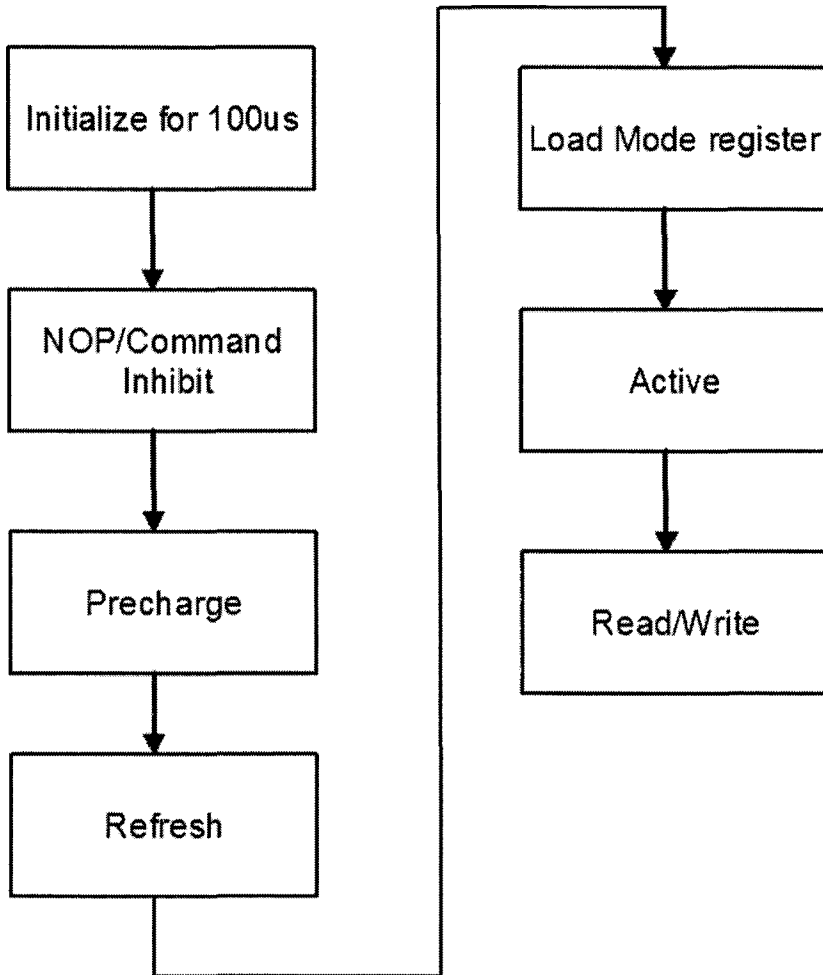 Initialize for 100us
NOP/Command
Inhibit
Precharge
Refresh
Load Mode register
Active
Read/Write